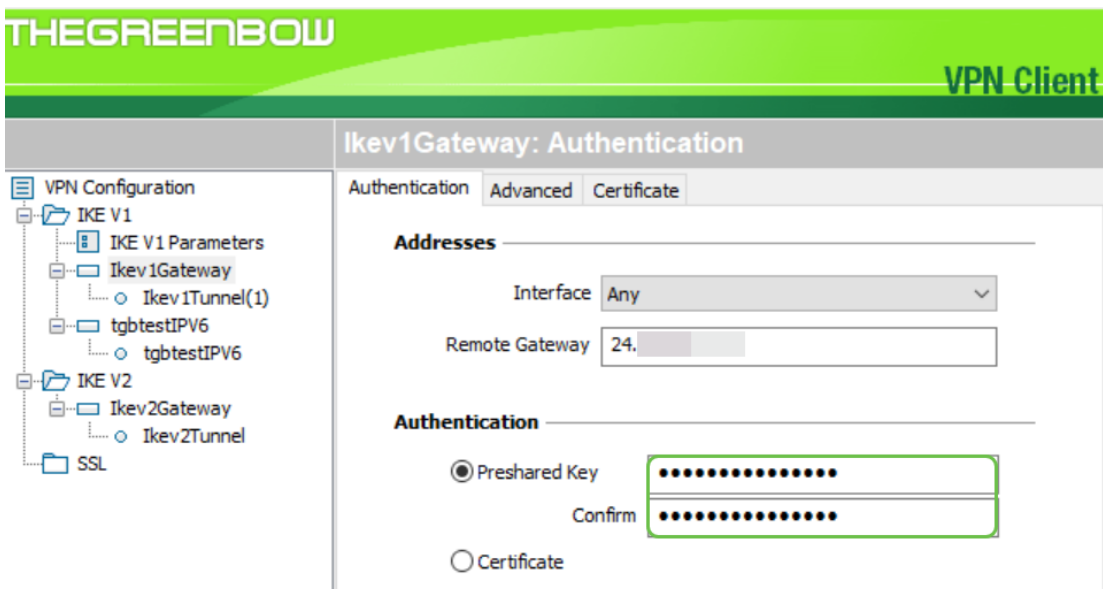 THEGREENBOW
VPN Client
Ikev1Gateway: Authentication
VPN Configuration
IKE V1
IKE V1 Parameters
Ikev1Gateway
Ikev1Tunnel(1)
tgbtestIPV6
tgbtestIPV6
IKE V2
Ikev2Gateway
Ikev2Tunnel
SSL
Authentication Advanced Certificate
Addresses
Interface Any
Remote Gateway 24.
Authentication
Preshared Key •••••••••••••••
Confirm •••••••••••••••
Certificate